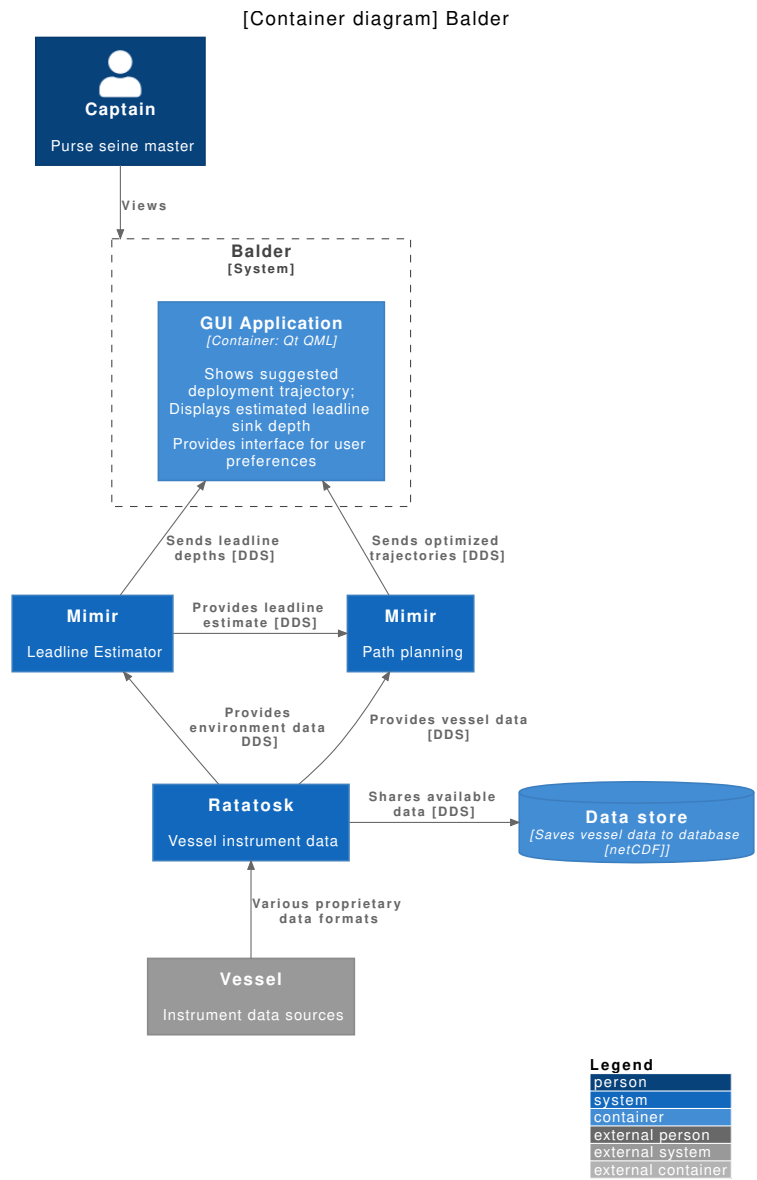 [Container diagram] Balder
Captain
Purse seine master
Views
Balder
[System]
GUI Application
[Container: Qt QML]
Shows suggested
deployment trajectory;
Displays estimated leadline
sink depth
Provides interface for user
preferences
Sends leadline
depths [DDS]
Sends optimized
trajectories [DDS]
Mimir
Leadline Estimator
Provides leadline
estimate [DDS]
Mimir
Path planning
Provides
environment data
DDS]
Provides vessel data
[DDS]
Ratatosk
Vessel instrument data
Shares available
data [DDS]
Data store
[Saves vessel data to database
[netCDF]]
Various proprietary
data formats
Vessel
Instrument data sources
Legend
person
system
container
external person
external system
external container